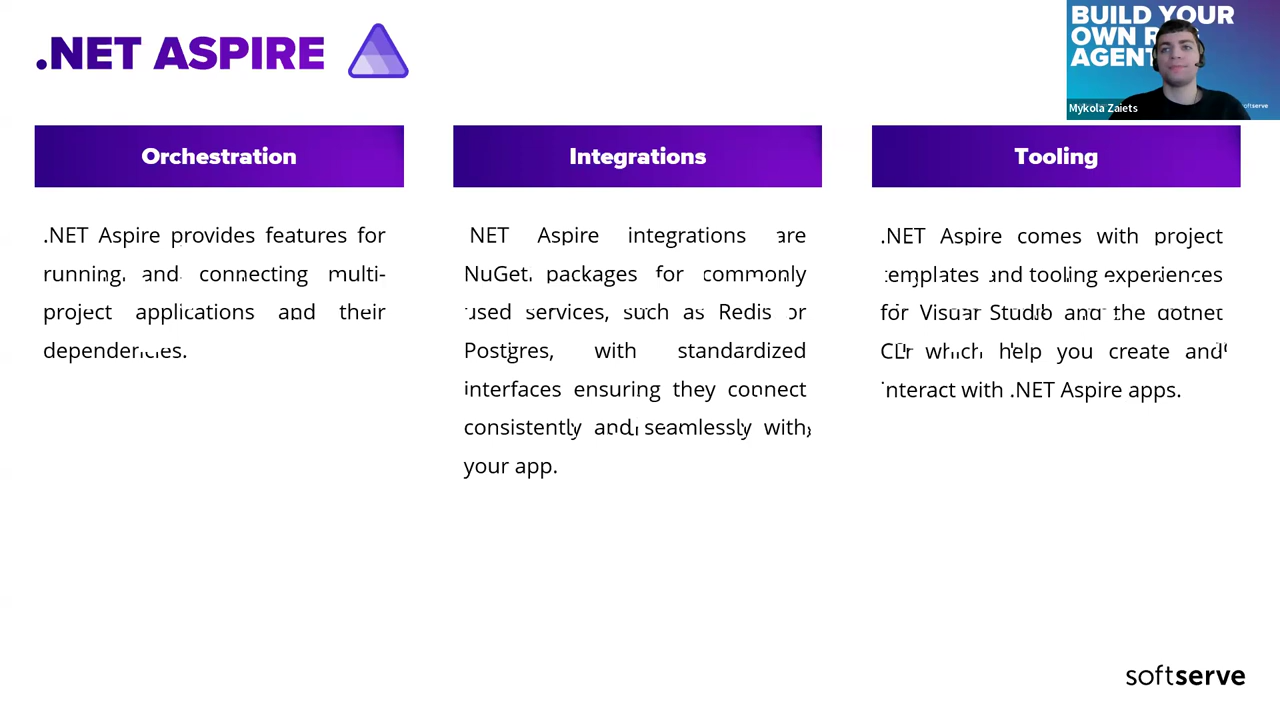 .NET ASPIRE
BUILD YOUR
OWN R
AGENT
Mykola Zaiets
softserve
Orchestration
.NET Aspire provides features for
running, and connecting multi-
project applications and their
dependencies.
Integrations
NET Aspire integrations are
NuGet packages for commonly
used services, such as Redis or
Postgres, with standardized
interfaces ensuring they connect
consistently and seamlessly with
your app.
Tooling
.NET Aspire comes with project
templates and tooling experiences
for Visual Studio and the dotnet
CLI which help you create and
interact with .NET Aspire apps.
softserve